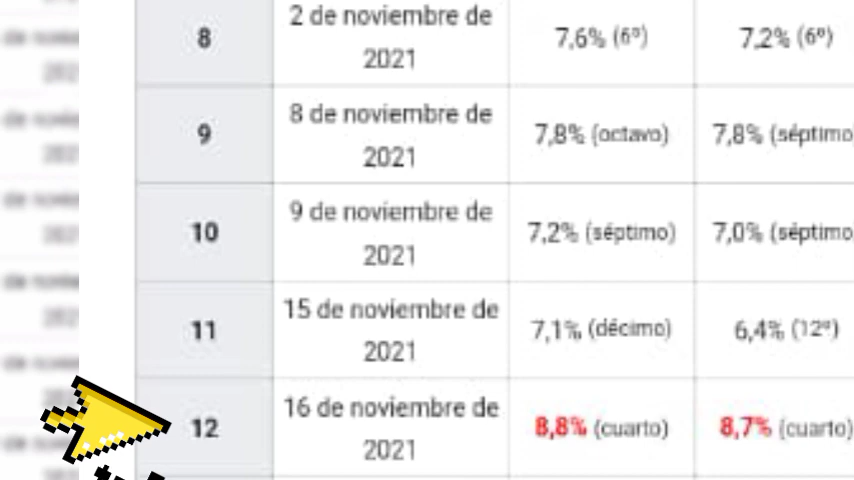 8 2 de noviembre de 2021 7,6% (6º) 7,2% (6º)
9 8 de noviembre de 2021 7,8% (octavo) 7,8% (séptimo
10 9 de noviembre de 2021 7,2% (séptimo) 7,0% (séptimo
11 15 de noviembre de 2021 7,1% (décimo) 6,4% (12º)
12 16 de noviembre de 2021 8,8% (cuarto) 8,7% (cuarto)